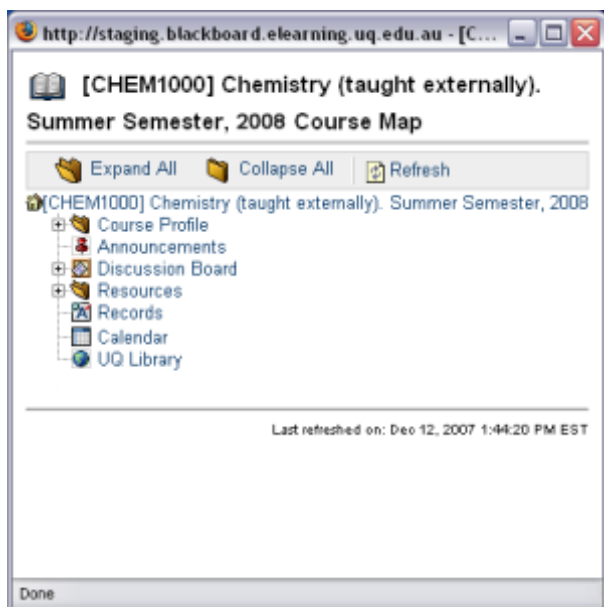 http://staging.blackboard.elearning.uq.edu.au - [C...
[CHEM1000] Chemistry (taught externally).
Summer Semester, 2008 Course Map
Expand All Collapse All Refresh
[CHEM1000] Chemistry (taught externally). Summer Semester, 2008
Course Profile
Announcements
Discussion Board
Resources
Records
Calendar
UQ Library
Last refreshed on: Dec 12, 2007 1:44:20 PM EST
Done